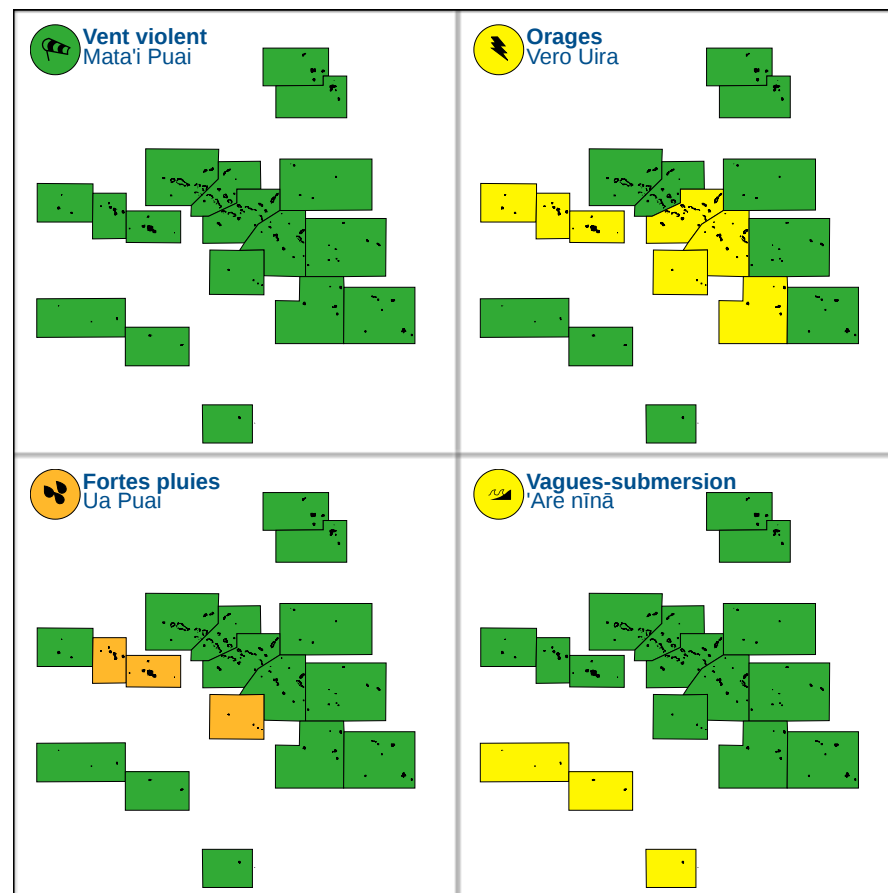 Vent violent
Mata'i Puai
Orages
Vero Uira
Fortes pluies
Ua Puai
Vagues-submersion
'Are nīnā